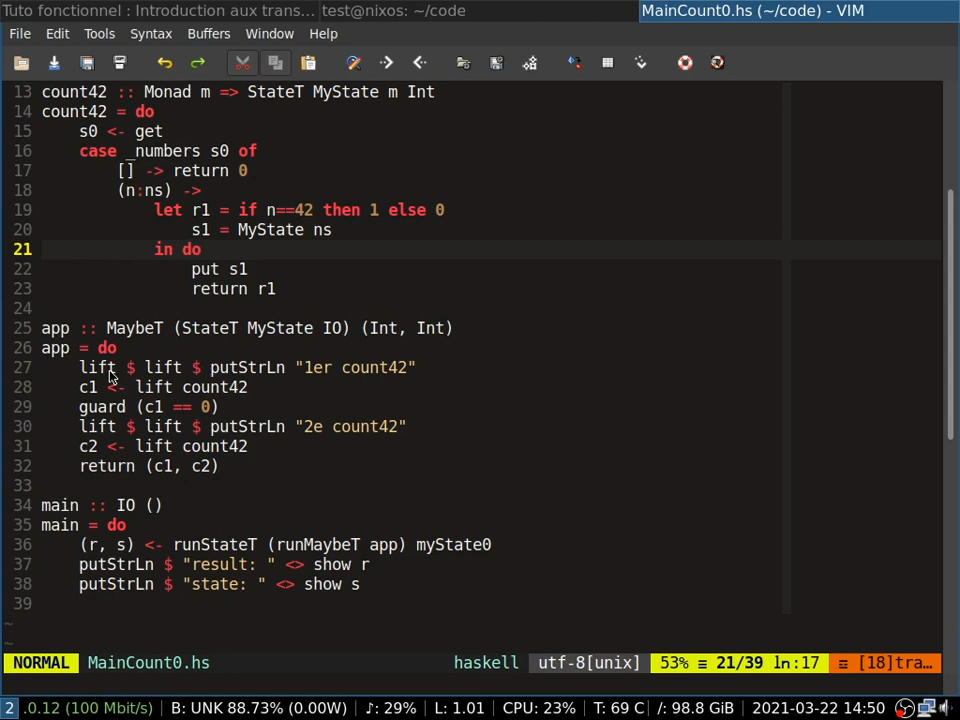 Tuto fonctionnel : Introduction aux trans... test@nixos: ~/code MainCount0.hs (~/code) - VIM
File Edit Tools Syntax Buffers Window Help
13 count42 :: Monad m => StateT MyState m Int
14 count42 = do
15     s0 <- get
16     case _numbers s0 of
17         [] -> return 0
18         (n:ns) ->
19             let r1 = if n==42 then 1 else 0
20                 s1 = MyState ns
21             in do
22                 put s1
23                 return r1
24
25 app :: MaybeT (StateT MyState IO) (Int, Int)
26 app = do
27     lift $ lift $ putStrLn "1er count42"
28     c1 <- lift count42
29     guard (c1 == 0)
30     lift $ lift $ putStrLn "2e count42"
31     c2 <- lift count42
32     return (c1, c2)
33
34 main :: IO ()
35 main = do
36     (r, s) <- runStateT (runMaybeT app) myState0
37     putStrLn $ "result: " <> show r
38     putStrLn $ "state: " <> show s
39
~
~
NORMAL MainCount0.hs haskell utf-8[unix] 53% ≡ 21/39 ln:17 ≡ [18]tra…
2 .0.12 (100 Mbit/s) B: UNK 88.73% (0.00W) ♪: 29% L: 1.01 CPU: 23% T: 69 C /: 98.8 GiB 2021-03-22 14:50